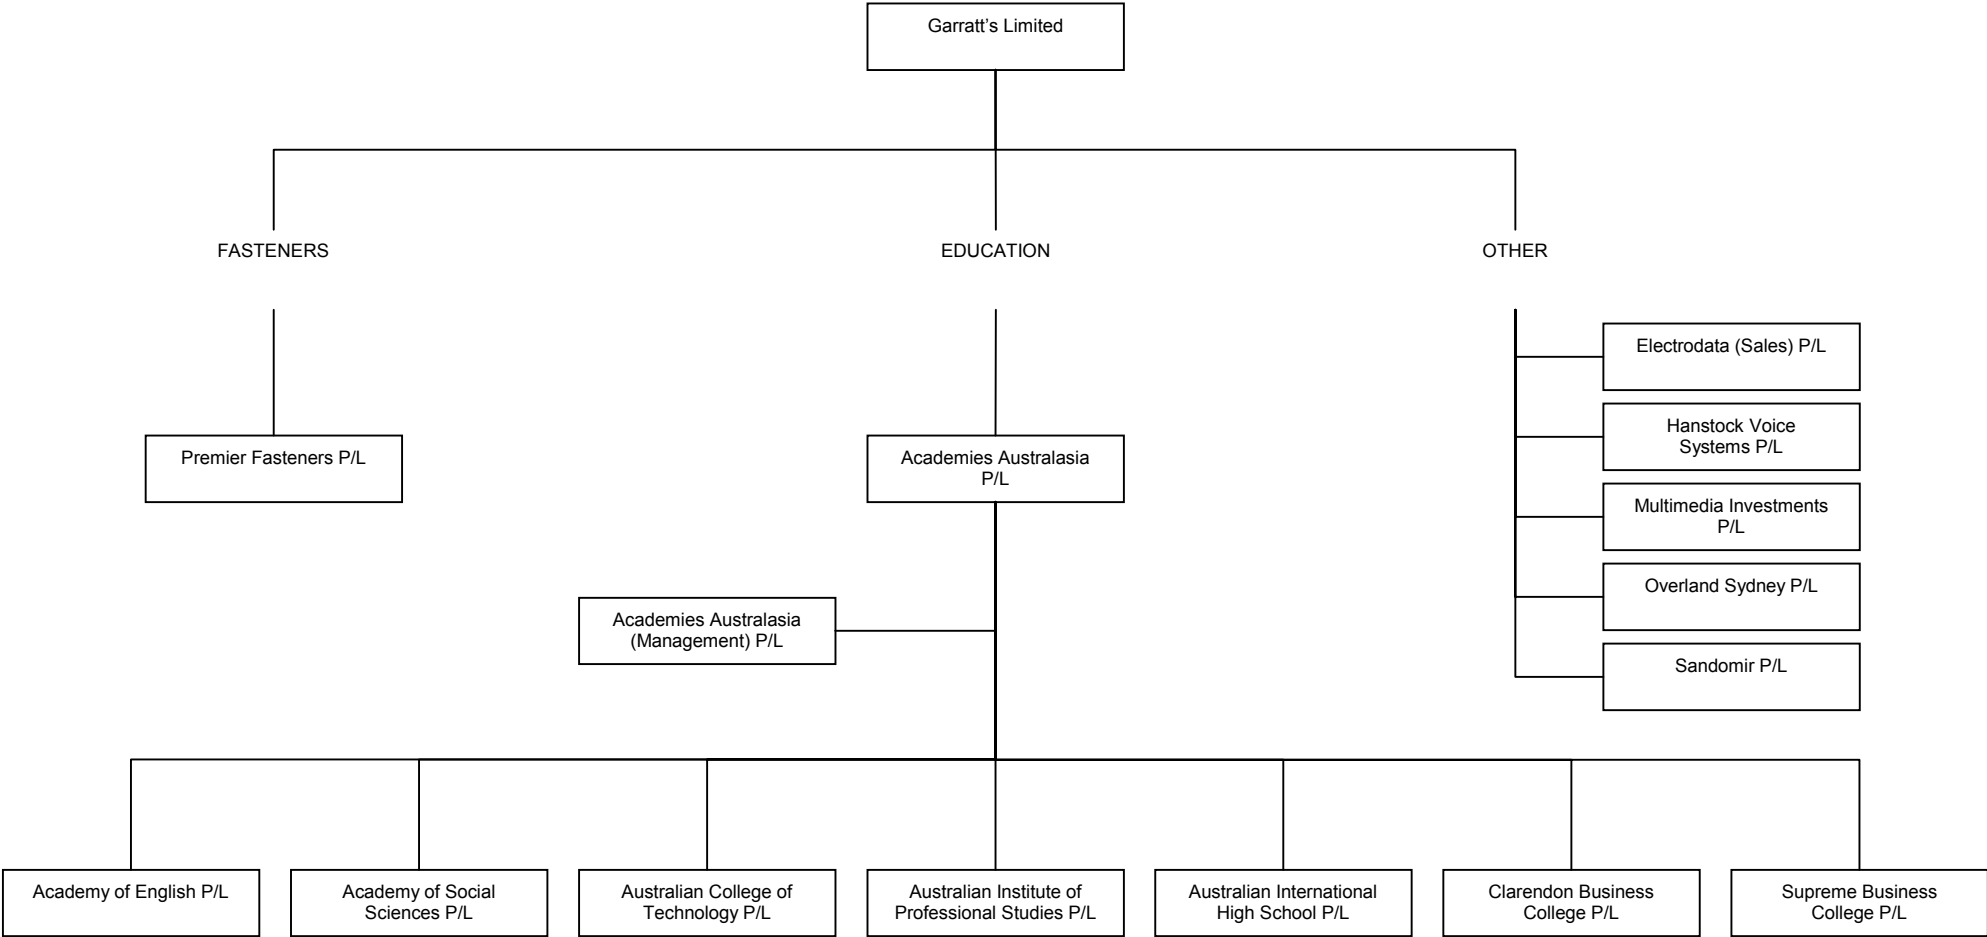 Garratt’s Limited
FASTENERS
EDUCATION
OTHER
Electrodata (Sales) P/L
Hanstock Voice
Systems P/L
Multimedia Investments
P/L
Overland Sydney P/L
Sandomir P/L
Premier Fasteners P/L
Academies Australasia
P/L
Academies Australasia
(Management) P/L
Academy of English P/L
Academy of Social
Sciences P/L
Australian College of
Technology P/L
Australian Institute of
Professional Studies P/L
Australian International
High School P/L
Clarendon Business
College P/L
Supreme Business
College P/L